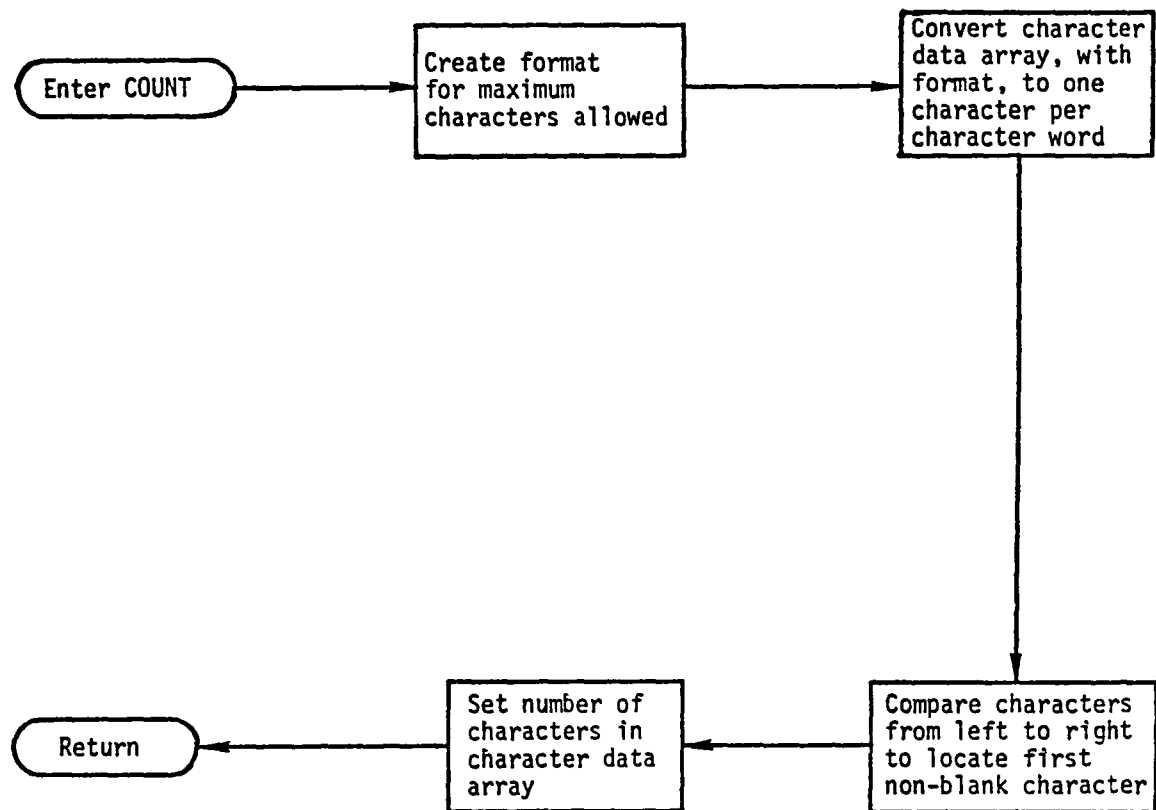 Enter COUNT
Create format
for maximum
characters allowed
Convert character
data array, with
format, to one
character per
character word
Compare characters
from left to right
to locate first
non-blank character
Set number of
characters in
character data
array
Return